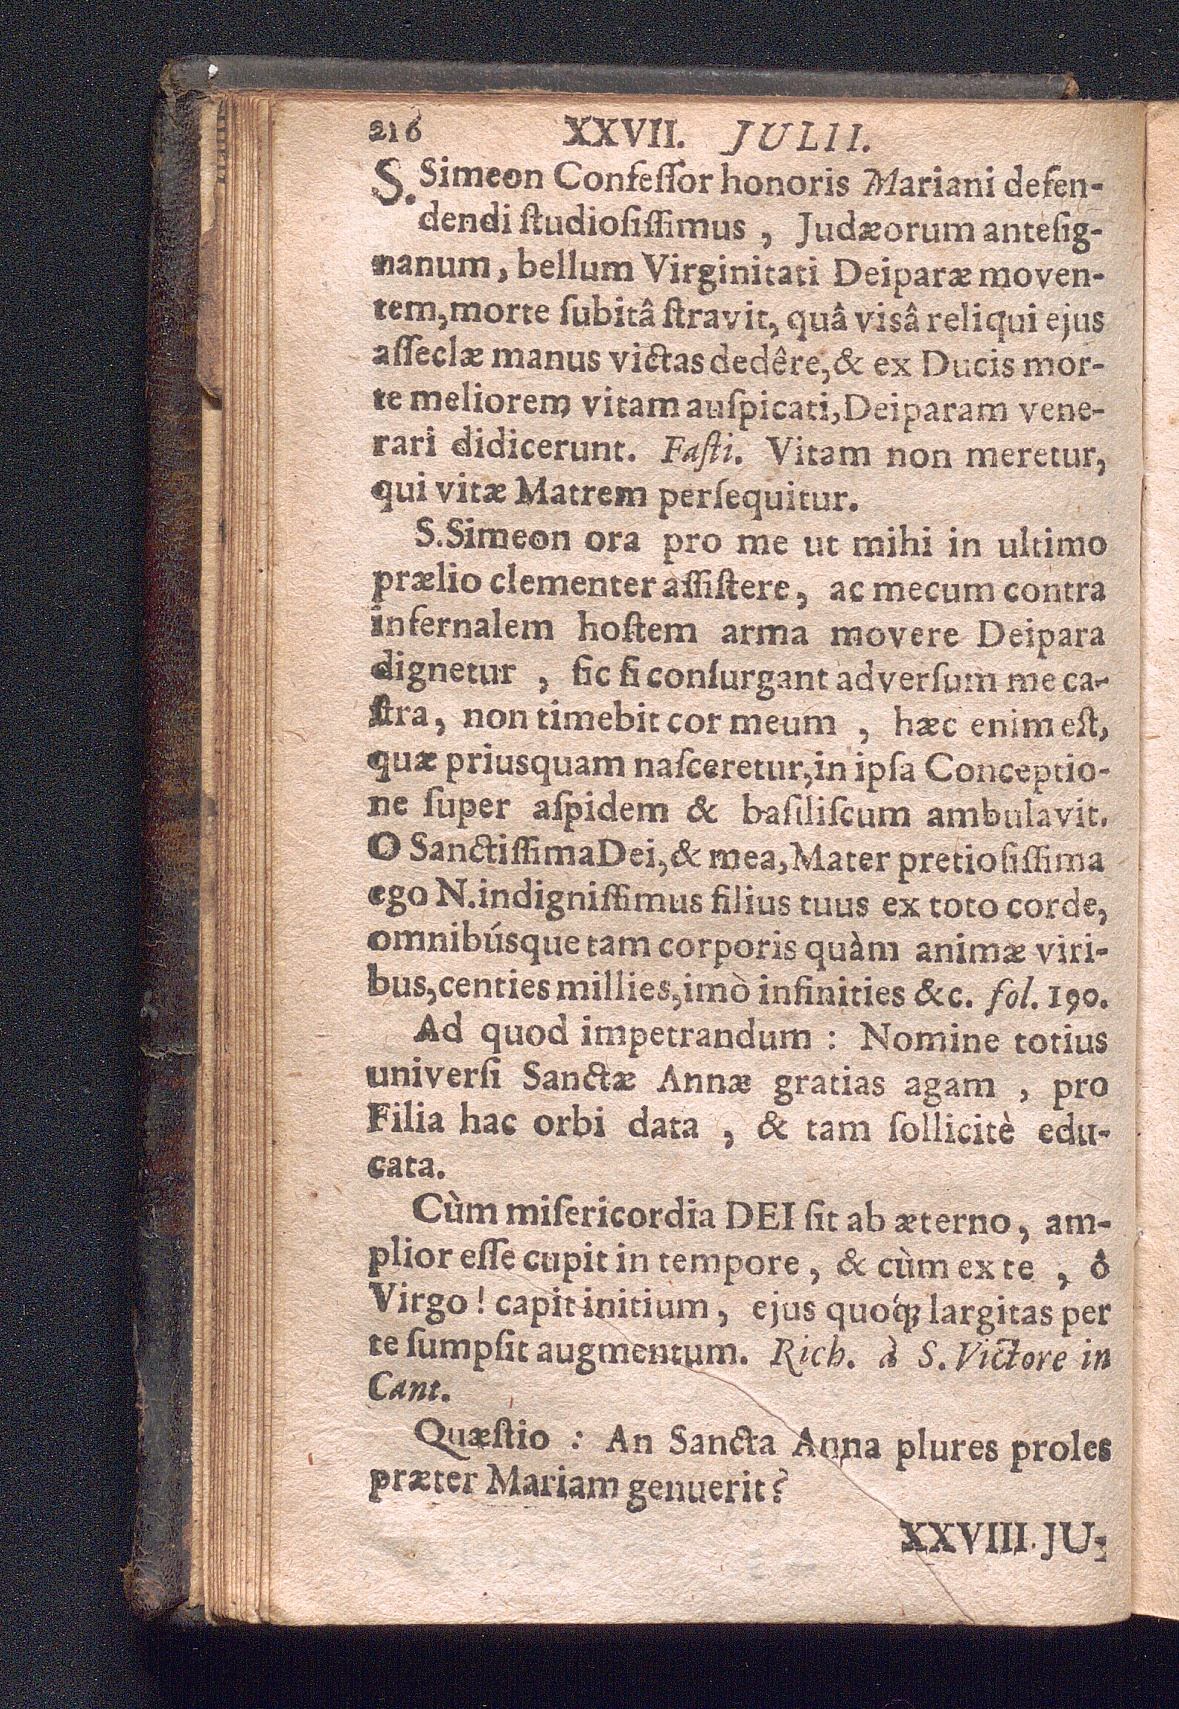 216 XXVII. JULII.
S. Simeon Confeſſor honoris Mariani defen-
dendi ſtudioſiſſimus , Judæorum anteſig-
nanum, bellum Virginitati Deiparæ moven-
tem, morte ſubitâ ſtravit, quâ visâ reliqui ejus
aſſeclæ manus victas dedêre, & ex Ducis mor-
te meliorem vitam auſpicati, Deiparam vene-
rari didicerunt. Faſti. Vitam non meretur,
qui vitæ Matrem perſequitur.
S. Simeon ora pro me ut mihi in ultimo
prælio clementer aſſiſtere, ac mecum contra
infernalem hoſtem arma movere Deipara
dignetur , ſic ſi conſurgant adverſum me ca-
ſtra, non timebit cor meum , hæc enim eſt,
quæ priusquam naſceretur, in ipſa Conceptio-
ne ſuper aſpidem & baſiliſcum ambulavit.
O Sanctiſſima Dei, & mea, Mater pretioſiſſima
ego N. indigniſſimus filius tuus ex toto corde,
omnibúsque tam corporis quàm animæ viri-
bus, centies millies, imò infinities &c. fol. 190.
Ad quod impetrandum : Nomine totius
univerſi Sanctæ Annæ gratias agam , pro
Filia hac orbi data , & tam ſollicitè edu-
cata.
Cùm miſericordia DEI ſit ab æterno, am-
plior eſſe cupit in tempore, & cùm ex te , ô
Virgo! capit initium, ejus quoq́; largitas per
te ſumpſit augmentum. Rich. à S. Victore in
Cant.
Quæſtio : An Sancta Anna plures proles
præter Mariam genuerit?
XXVIII. JU-